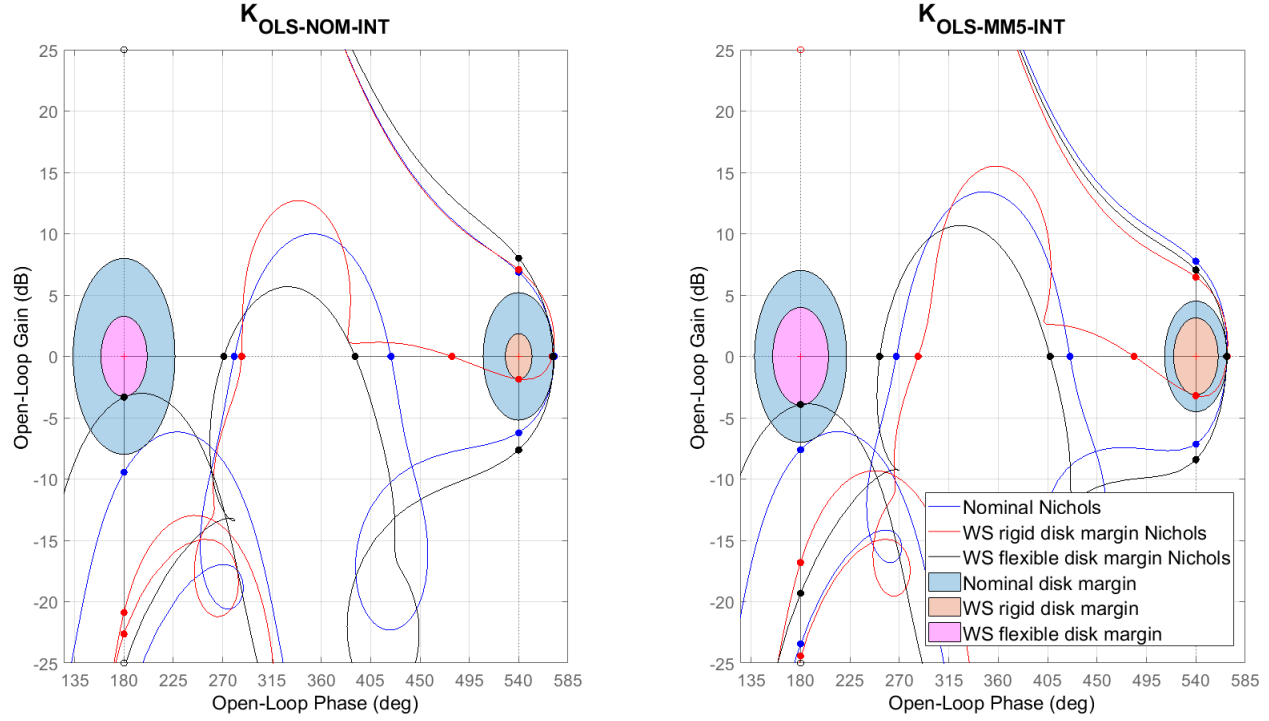 K OLS-NOM-INT
25
20
15
10
5
0
-5
-10
-15
-20
-25
Open-Loop Gain (dB)
135 180 225 270 315 360 405 450 495 540 585
Open-Loop Phase (deg)
K OLS-MM5-INT
25
20
15
10
5
0
-5
-10
-15
-20
-25
Open-Loop Gain (dB)
135 180 225 270 315 360 405 450 495 540 585
Open-Loop Phase (deg)
Nominal Nichols
WS rigid disk margin Nichols
WS flexible disk margin Nichols
Nominal disk margin
WS rigid disk margin
WS flexible disk margin